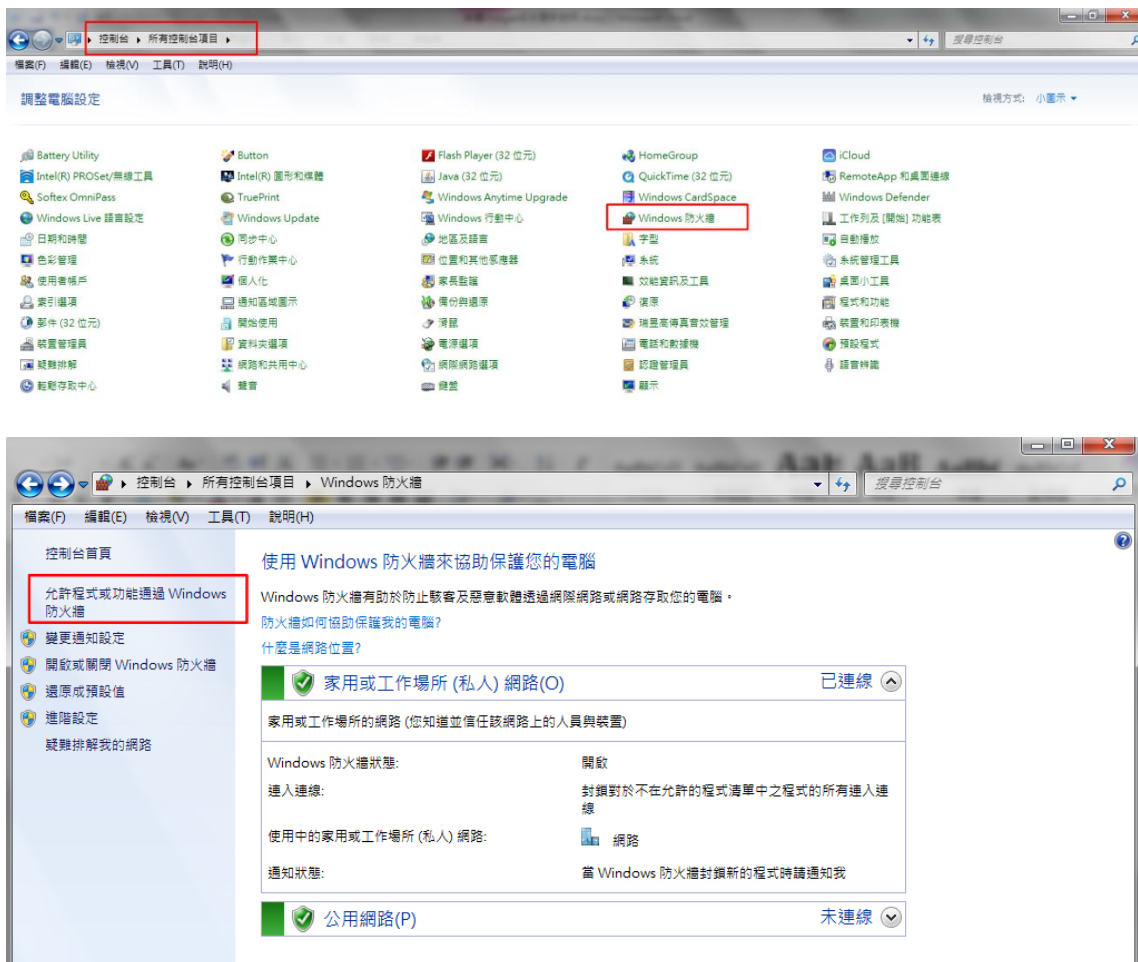 控制台 ▸ 所有控制台項目 ▸
搜尋控制台
檔案(F) 編輯(E) 檢視(V) 工具(T) 說明(H)
調整電腦設定
檢視方式: 小圖示
Battery Utility Button Flash Player (32 位元) HomeGroup iCloud
Intel(R) PROSet/無線工具 Intel(R) 圖形和媒體 Java (32 位元) QuickTime (32 位元) RemoteApp 和桌面連線
Softex OmniPass TruePrint Windows Anytime Upgrade Windows CardSpace Windows Defender
Windows Live 語言設定 Windows Update Windows 行動中心 Windows 防火牆 工作列及 [開始] 功能表
日期和時間 同步中心 地區及語言 字型 自動播放
色彩管理 行動作業中心 位置和其他感應器 系統 系統管理工具
使用者帳戶 個人化 家長監護 效能資訊及工具 桌面小工具
索引選項 通知區域圖示 備份與還原 復原 程式和功能
郵件 (32 位元) 開始使用 滑鼠 瑞昱高傳真音效管理 裝置和印表機
裝置管理員 資料夾選項 電源選項 電話和數據機 預設程式
疑難排解 網路和共用中心 網際網路選項 認證管理員 語音辨識
輕鬆存取中心 聲音 鍵盤 顯示
控制台 ▸ 所有控制台項目 ▸ Windows 防火牆
搜尋控制台
檔案(F) 編輯(E) 檢視(V) 工具(T) 說明(H)
控制台首頁
允許程式或功能通過 Windows
防火牆
變更通知設定
開啟或關閉 Windows 防火牆
還原成預設值
進階設定
疑難排解我的網路
使用 Windows 防火牆來協助保護您的電腦
Windows 防火牆有助於防止駭客及惡意軟體透過網際網路或網路存取您的電腦。
防火牆如何協助保護我的電腦?
什麼是網路位置?
家用或工作場所 (私人) 網路(O) 已連線
家用或工作場所的網路 (您知道並信任該網路上的人員與裝置)
Windows 防火牆狀態: 開啟
連入連線: 封鎖對於不在允許的程式清單中之程式的所有連入連
線
使用中的家用或工作場所 (私人) 網路: 網路
通知狀態: 當 Windows 防火牆封鎖新的程式時請通知我
公用網路(P) 未連線